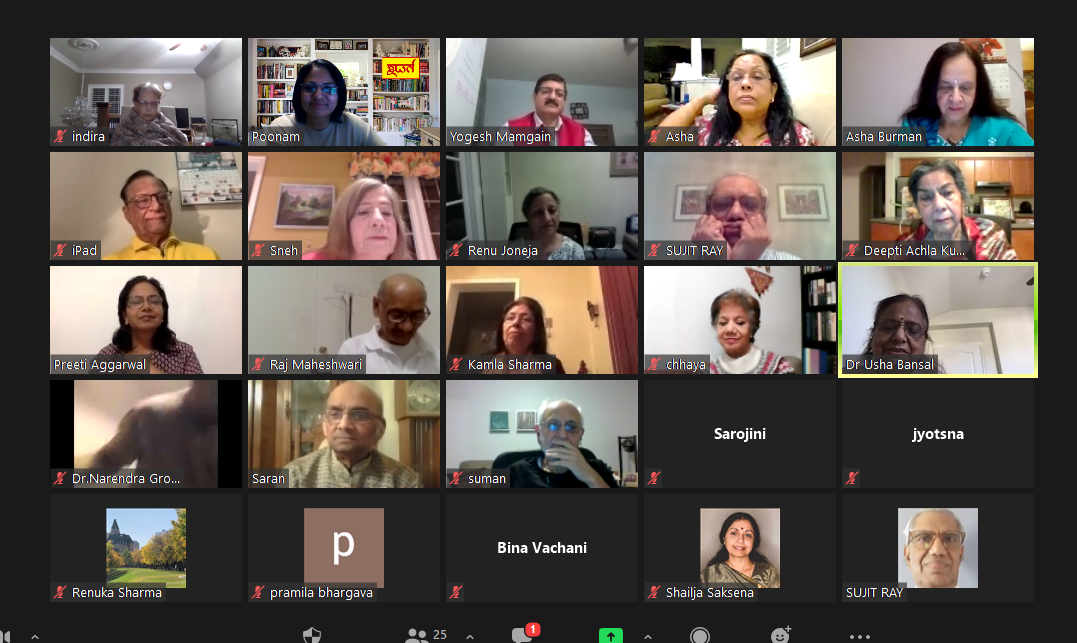 indira
Poonam
Yogesh Mamgain
Asha
Asha Burman
iPad
Sneh
Renu Joneja
SUJIT RAY
Deepti Achla Ku...
Preeti Aggarwal
Raj Maheshwari
Kamla Sharma
chhaya
Dr Usha Bansal
Dr.Narendra Gro...
Saran
suman
Sarojini
jyotsna
Renuka Sharma
p
pramila bhargava
Bina Vachani
Shailja Saksena
SUJIT RAY
25
1